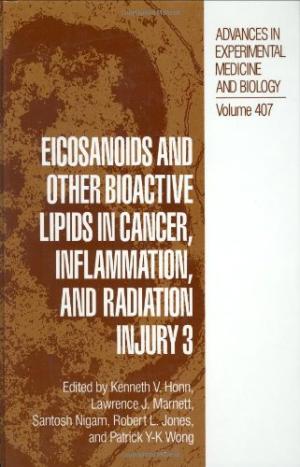 ADVANCES IN
EXPERIMENTAL
MEDICINE
AND BIOLOGY
Volume 407
EICOSANOIDS AND
OTHER BIOACTIVE
LIPIDS IN CANCER,
INFLAMMATION,
AND RADIATION
INJURY 3
Edited by Kenneth V. Honn,
Lawrence J. Marnett,
Santosh Nigam, Robert L. Jones,
and Patrick Y-K Wong